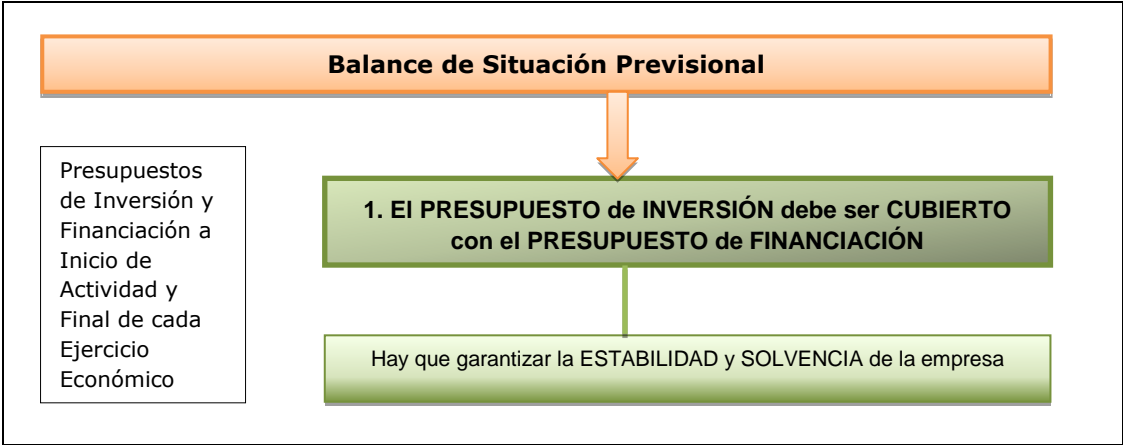 Balance de Situación Previsional
Presupuestos
de Inversión y
Financiación a
Inicio de
Actividad y
Final de cada
Ejercicio
Económico
1. El PRESUPUESTO de INVERSIÓN debe ser CUBIERTO
con el PRESUPUESTO de FINANCIACIÓN
Hay que garantizar la ESTABILIDAD y SOLVENCIA de la empresa